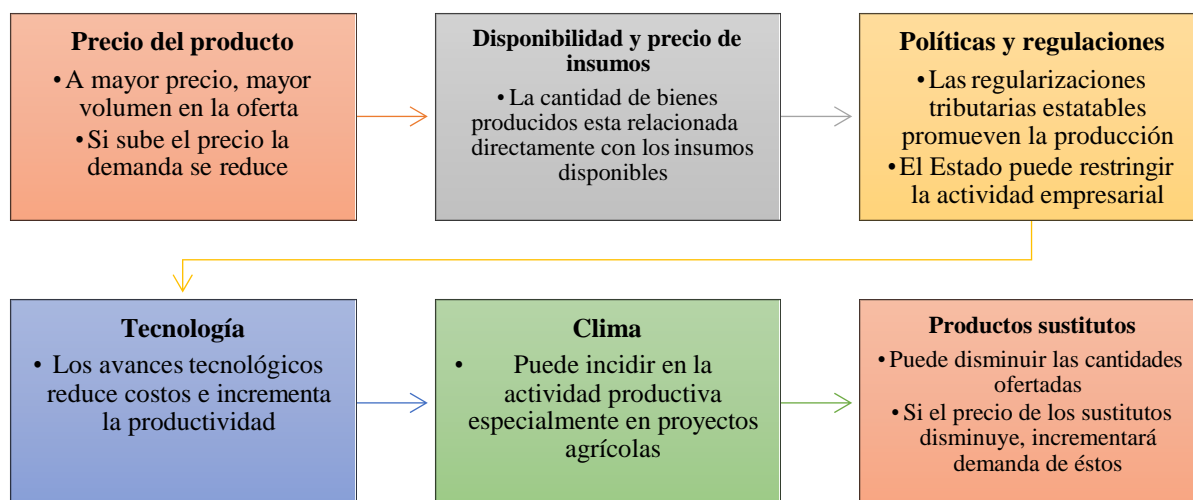 Precio del producto
• A mayor precio, mayor
volumen en la oferta
• Si sube el precio la
demanda se reduce
Disponibilidad y precio de
insumos
• La cantidad de bienes
producidos esta relacionada
directamente con los insumos
disponibles
Políticas y regulaciones
• Las regularizaciones
tributarias estatables
promueven la producción
• El Estado puede restringir
la actividad empresarial
Tecnología
• Los avances tecnológicos
reduce costos e incrementa
la productividad
Clima
• Puede incidir en la
actividad productiva
especialmente en proyectos
agrícolas
Productos sustitutos
• Puede disminuir las cantidades
ofertadas
• Si el precio de los sustitutos
disminuye, incrementará
demanda de éstos